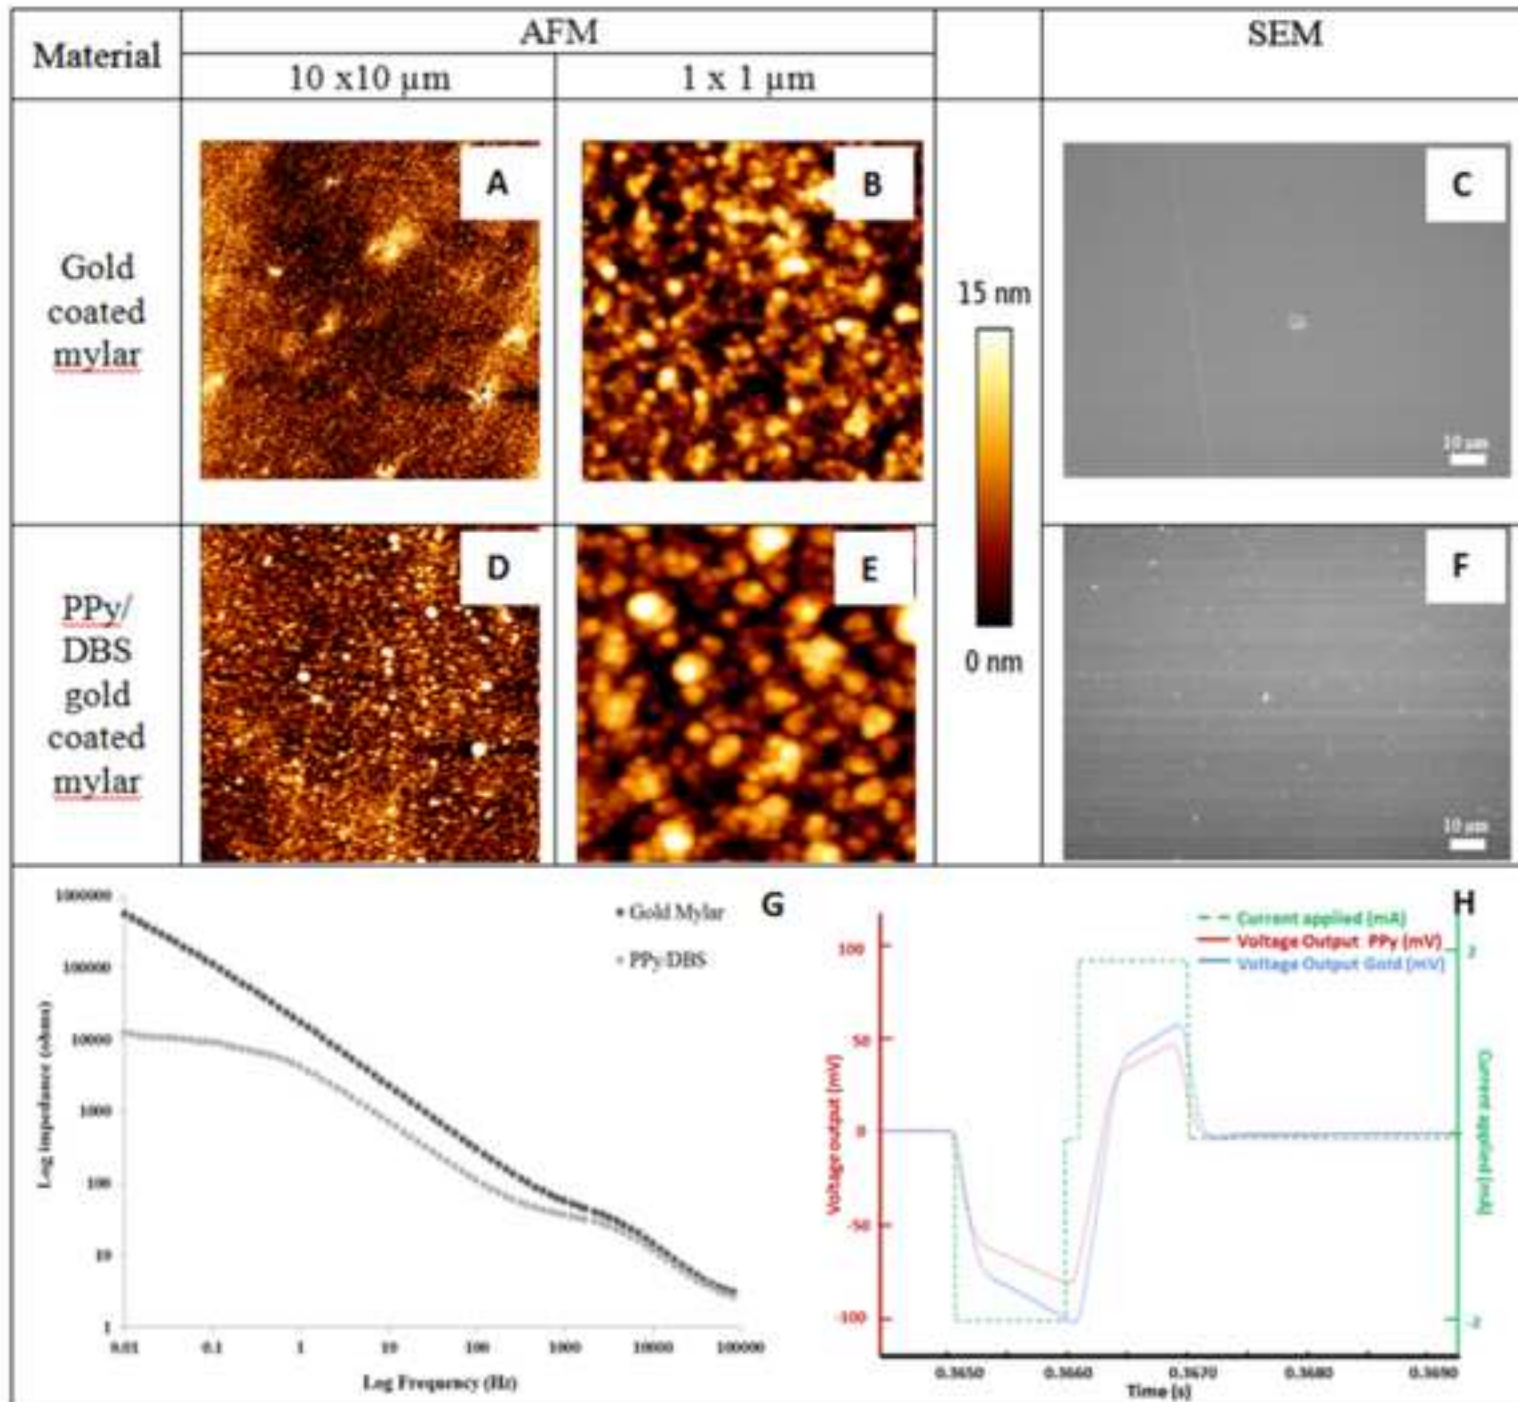 Material
AFM
SEM
10 x10 µm
1 x 1 µm
Gold
coated
mylar
A
B
C
10 µm
15 nm
0 nm
PPy/
DBS
gold
coated
mylar
D
E
F
10 µm
G
Gold Mylar
PPy/DBS
Log impedance (ohms)
1000000
100000
10000
1000
100
10
1
0.01
0.1
1
10
100
1000
10000
100000
Log Frequency (Hz)
H
Current applied (mA)
Voltage Output PPy (mV)
Voltage Output Gold (mV)
Voltage output (mV)
100
50
0
-50
-100
Current applied (mA)
0.3650
0.3660
0.3670
0.3680
0.3690
Time (s)